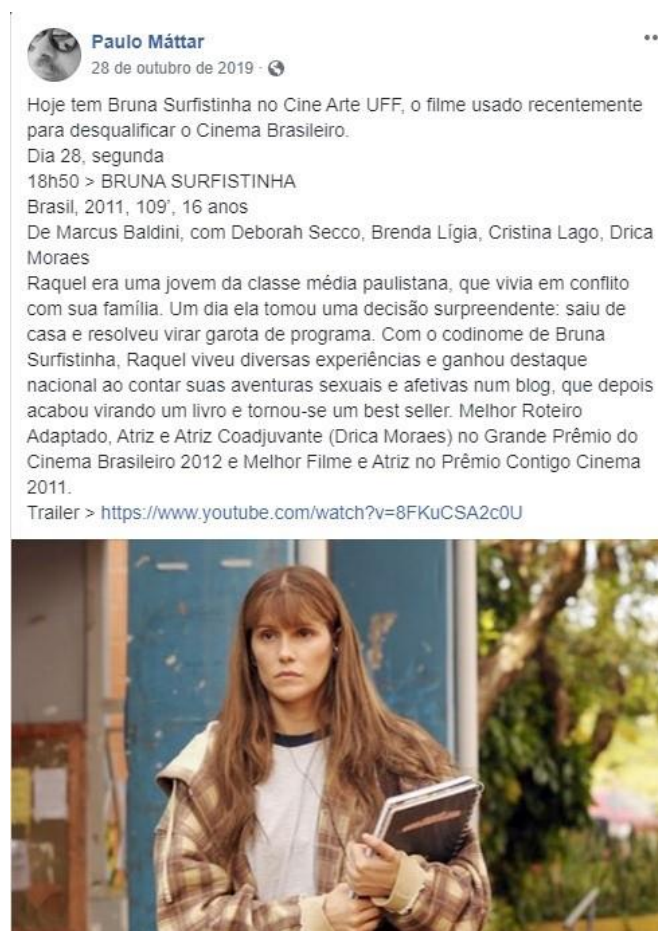 Paulo Máttar
28 de outubro de 2019 ·
Hoje tem Bruna Surfistinha no Cine Arte UFF, o filme usado recentemente
para desqualificar o Cinema Brasileiro.
Dia 28, segunda
18h50 > BRUNA SURFISTINHA
Brasil, 2011, 109', 16 anos
De Marcus Baldini, com Deborah Secco, Brenda Lígia, Cristina Lago, Drica
Moraes
Raquel era uma jovem da classe média paulistana, que vivia em conflito
com sua família. Um dia ela tomou uma decisão surpreendente: saiu de
casa e resolveu virar garota de programa. Com o codinome de Bruna
Surfistinha, Raquel viveu diversas experiências e ganhou destaque
nacional ao contar suas aventuras sexuais e afetivas num blog, que depois
acabou virando um livro e tornou-se um best seller. Melhor Roteiro
Adaptado, Atriz e Atriz Coadjuvante (Drica Moraes) no Grande Prêmio do
Cinema Brasileiro 2012 e Melhor Filme e Atriz no Prêmio Contigo Cinema
2011.
Trailer > https://www.youtube.com/watch?v=8FKuCSA2c0U